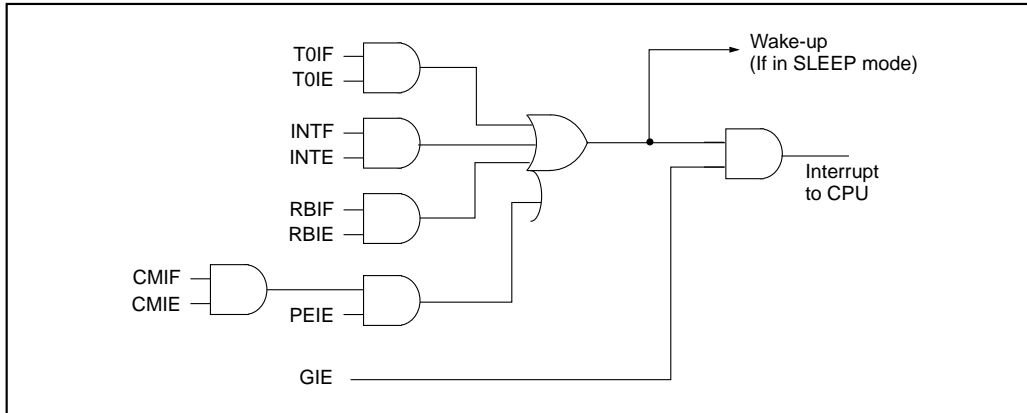 T0IF
T0IE
INTF
INTE
RBIF
RBIE
CMIF
CMIE
PEIE
GIE
Wake-up
(If in SLEEP mode)
Interrupt
to CPU